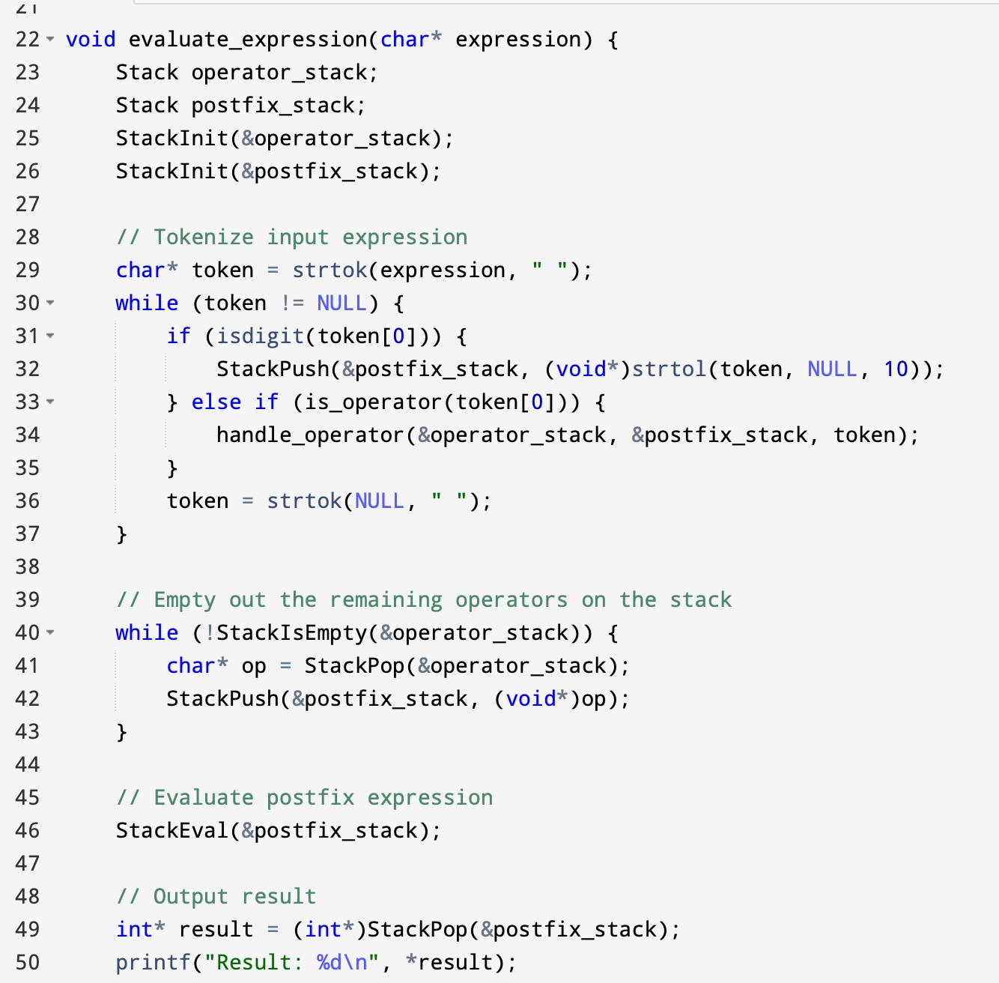 21
22 void evaluate_expression(char* expression) {
23     Stack operator_stack;
24     Stack postfix_stack;
25     StackInit(&operator_stack);
26     StackInit(&postfix_stack);
27
28     // Tokenize input expression
29     char* token = strtok(expression, " ");
30     while (token != NULL) {
31         if (isdigit(token[0])) {
32             StackPush(&postfix_stack, (void*)strtol(token, NULL, 10));
33         } else if (is_operator(token[0])) {
34             handle_operator(&operator_stack, &postfix_stack, token);
35         }
36         token = strtok(NULL, " ");
37     }
38
39     // Empty out the remaining operators on the stack
40     while (!StackIsEmpty(&operator_stack)) {
41         char* op = StackPop(&operator_stack);
42         StackPush(&postfix_stack, (void*)op);
43     }
44
45     // Evaluate postfix expression
46     StackEval(&postfix_stack);
47
48     // Output result
49     int* result = (int*)StackPop(&postfix_stack);
50     printf("Result: %d\n", *result);